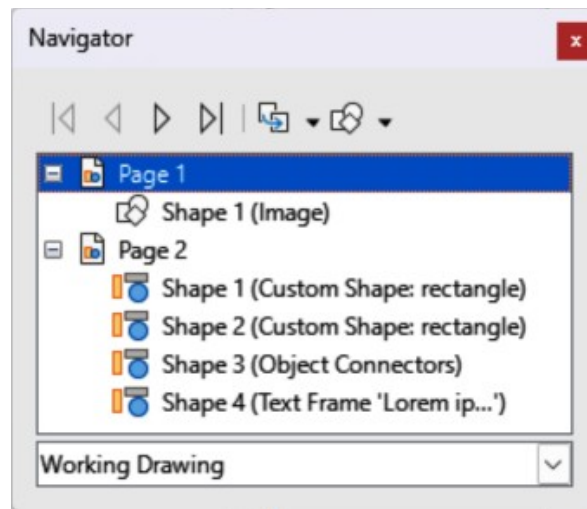 Navigator
x
Page 1
Shape 1 (Image)
Page 2
Shape 1 (Custom Shape: rectangle)
Shape 2 (Custom Shape: rectangle)
Shape 3 (Object Connectors)
Shape 4 (Text Frame 'Lorem ip...')
Working Drawing